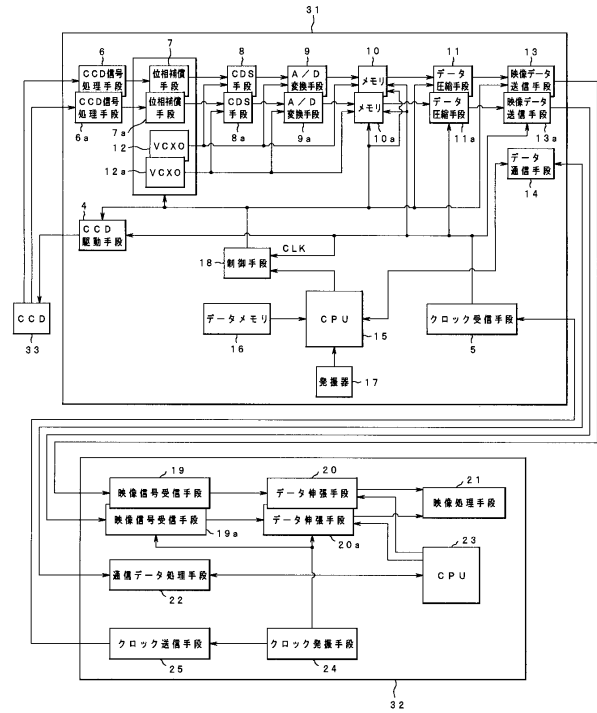 31
6
7
8
9
10
11
13
CCD信号
処理手段
位相補償
手段
CDS
手段
A/D
変換手段
メモリ
データ
圧縮手段
映像データ
送信手段
CCD信号
処理手段
位相補償
手段
CDS
手段
A/D
変換手段
メモリ
データ
圧縮手段
映像データ
送信手段
6a
7a
8a
9a
10a
11a
13a
12
VCXO
12a
VCXO
データ
通信手段
14
4
CCD
駆動手段
CLK
18
制御手段
CCD
33
データメモリ
16
CPU
15
クロック受信手段
5
発振器
17
19
20
21
映像信号受信手段
データ伸張手段
映像処理手段
映像信号受信手段
データ伸張手段
19a
20a
23
CPU
通信データ処理手段
22
クロック送信手段
クロック発振手段
25
24
32